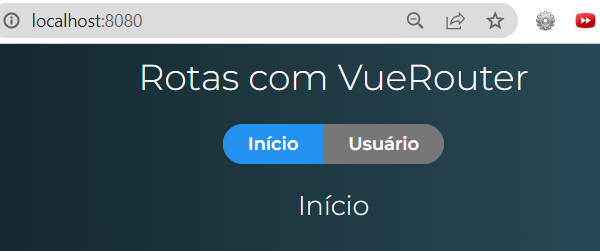 localhost:8080
Rotas com VueRouter
Início Usuário
Início